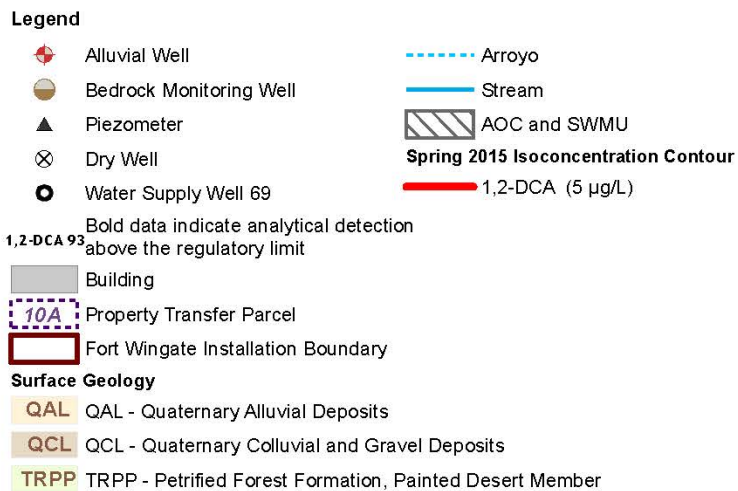 Legend
Alluvial Well
Bedrock Monitoring Well
Piezometer
Dry Well
Water Supply Well 69
1,2-DCA 93 Bold data indicate analytical detection
above the regulatory limit
Building
10A Property Transfer Parcel
Fort Wingate Installation Boundary
Surface Geology
QAL QAL - Quaternary Alluvial Deposits
QCL QCL - Quaternary Colluvial and Gravel Deposits
TRPP TRPP - Petrified Forest Formation, Painted Desert Member
Arroyo
Stream
AOC and SWMU
Spring 2015 Isoconcentration Contour
1,2-DCA (5 µg/L)